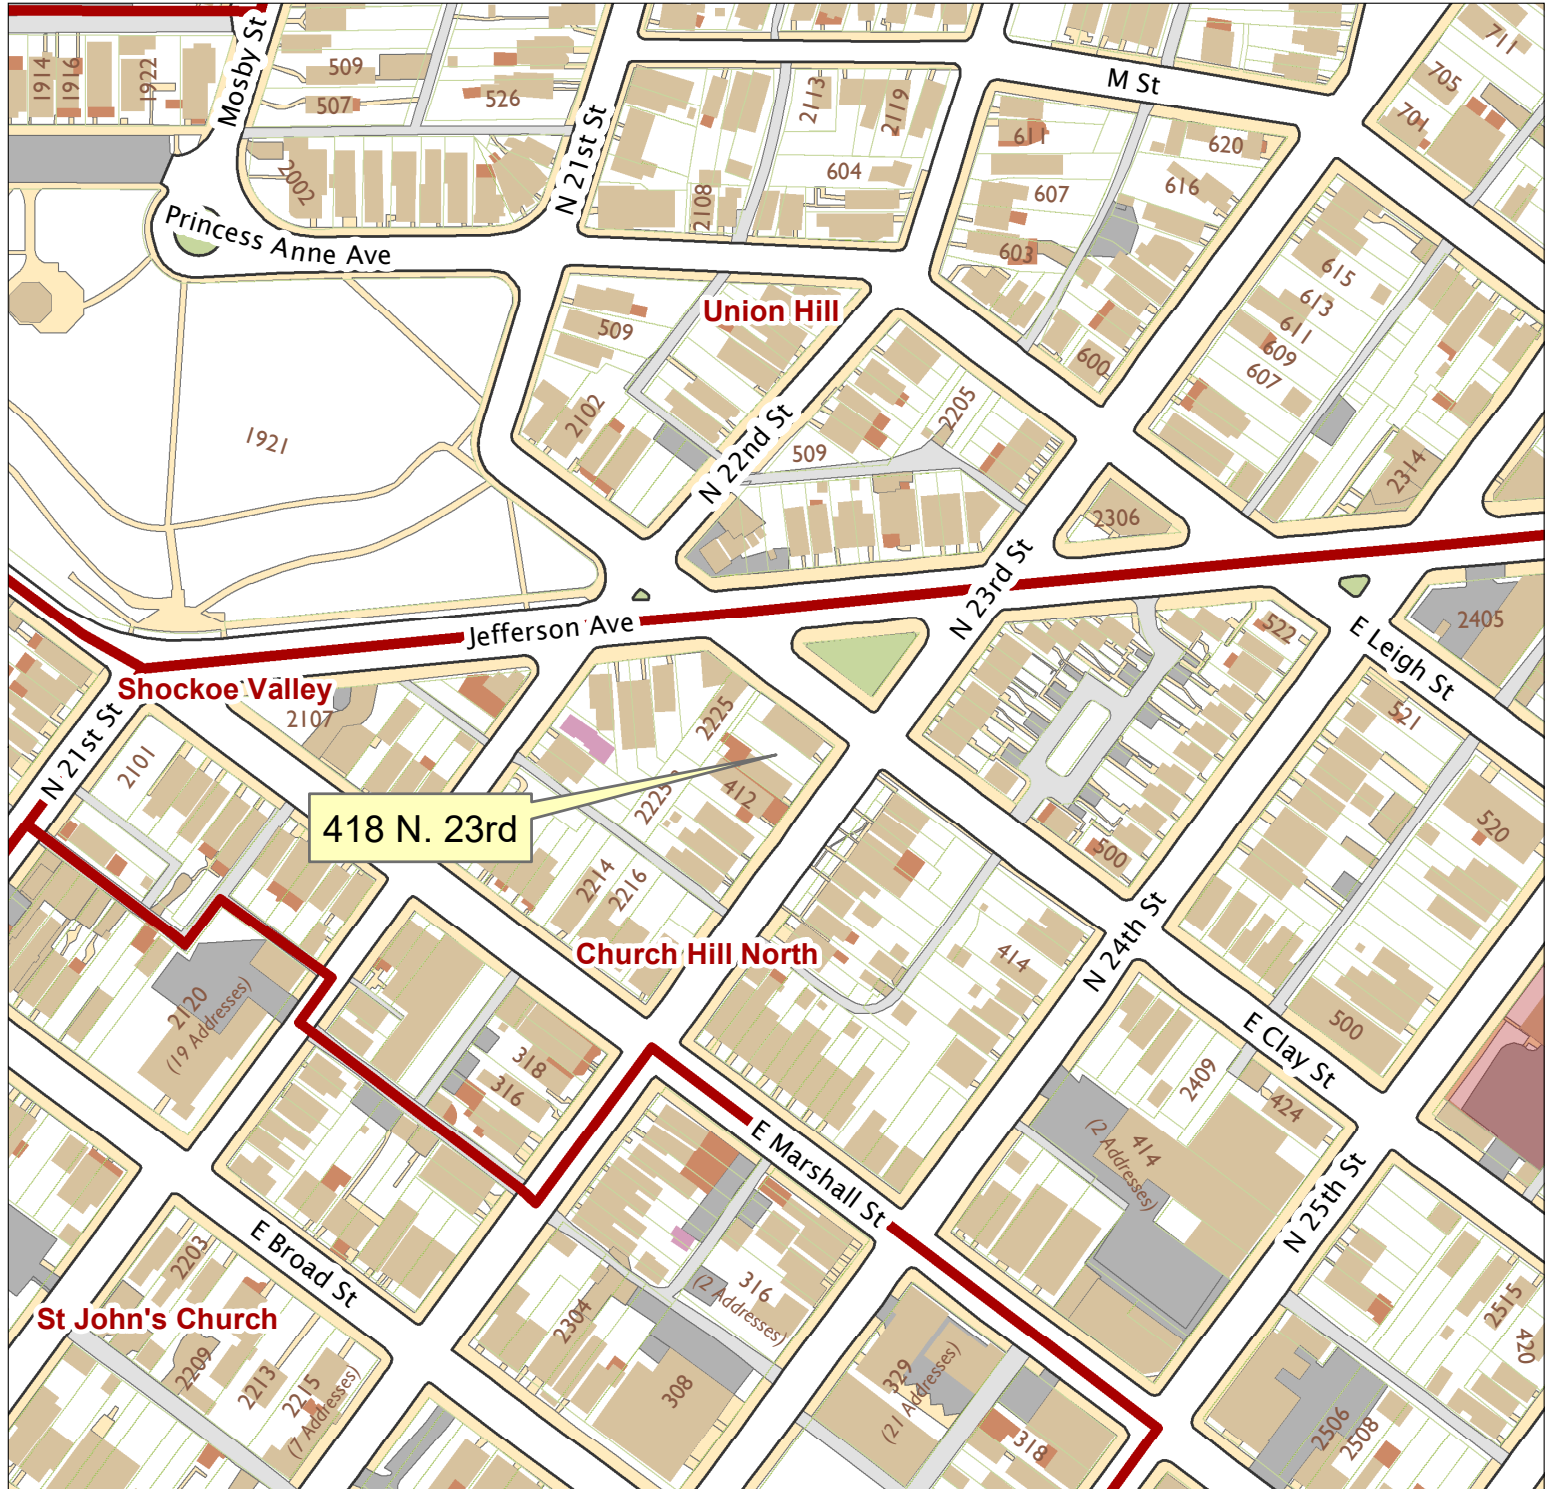 Mosby St
1914
1916
1922
509
507
526
2113
2119
M St
711
705
701
2002
N 21st St
604
2108
611
607
603
620
616
Princess Anne Ave
615
613
611
609
607
Union Hill
509
2102
600
1921
N 22nd St
509
2205
2314
2306
N 23rd St
Jefferson Ave
522
E Leigh St
2405
Shockoe Valley
2107
N 21st St
2101
2225
521
412
2223
418 N. 23rd
520
500
2214
2216
N 24th St
Church Hill North
414
2120
(19 Addresses)
500
E Clay St
318
316
2409
424
414
(2 Addresses)
E Marshall St
N 25th St
E Broad St
2203
316
(2 Addresses)
St John's Church
2304
2515
420
2209
2213
2215
(7 Addresses)
308
329
(21 Addresses)
318
2506
2508